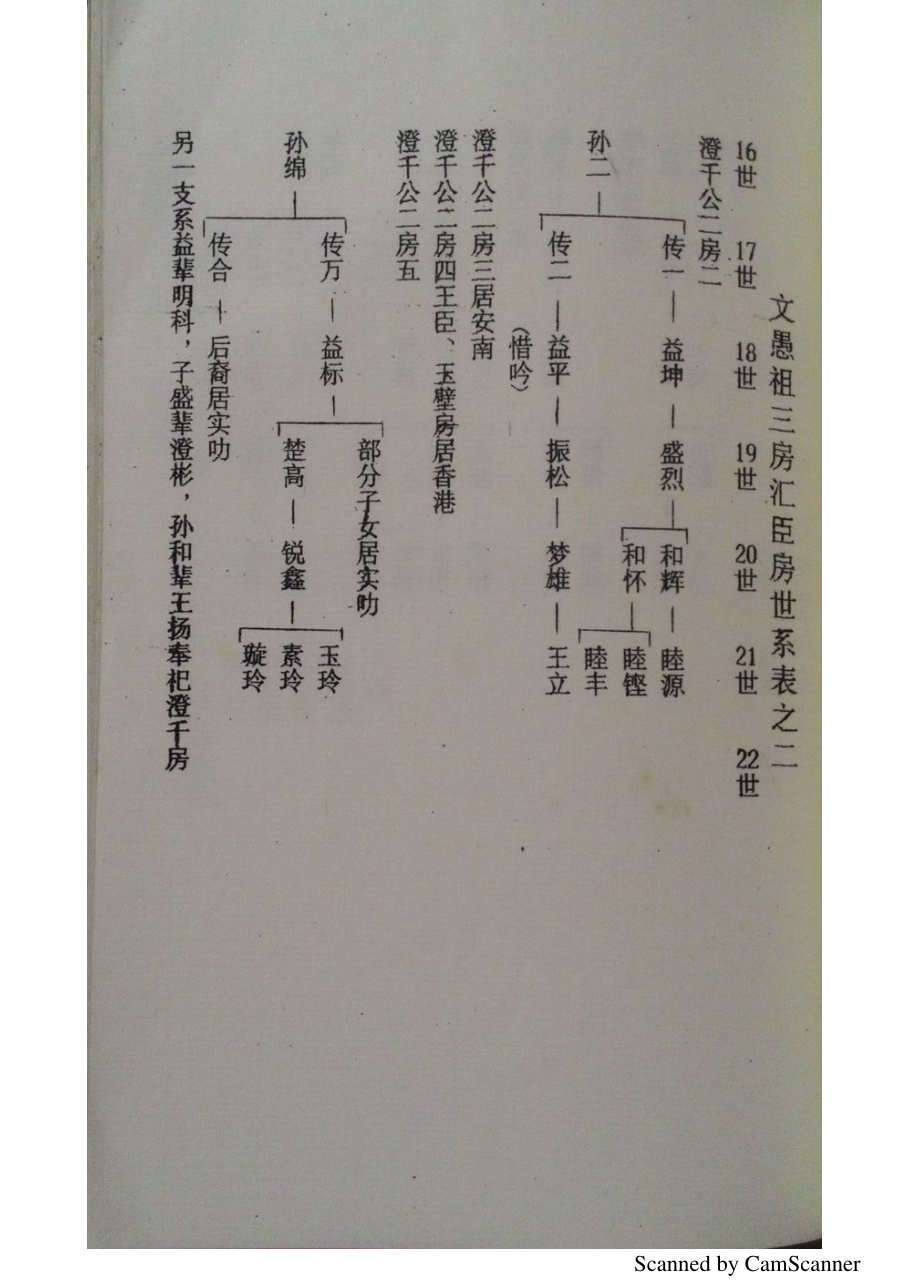 文愚祖三房汇臣房世系表之二
16世 17世 18世 19世 20世 21世 22世
澄千公二房二
孙二
传一 — 益坤 — 盛烈
和辉 — 睦源
和怀
睦铿
睦丰
传二 — 益平 — 振松 — 梦雄 — 王立
（惜吟）
澄千公二房三居安南
澄千公二房四王臣、玉壁房居香港
澄千公二房五
孙绵
传万 — 益标
部分子女居实叻
楚高 — 锐鑫
玉玲
素玲
璇玲
传合 — 后裔居实叻
另一支系益辈明科，子盛辈澄彬，孙和辈王扬奉祀澄千房
Scanned by CamScanner